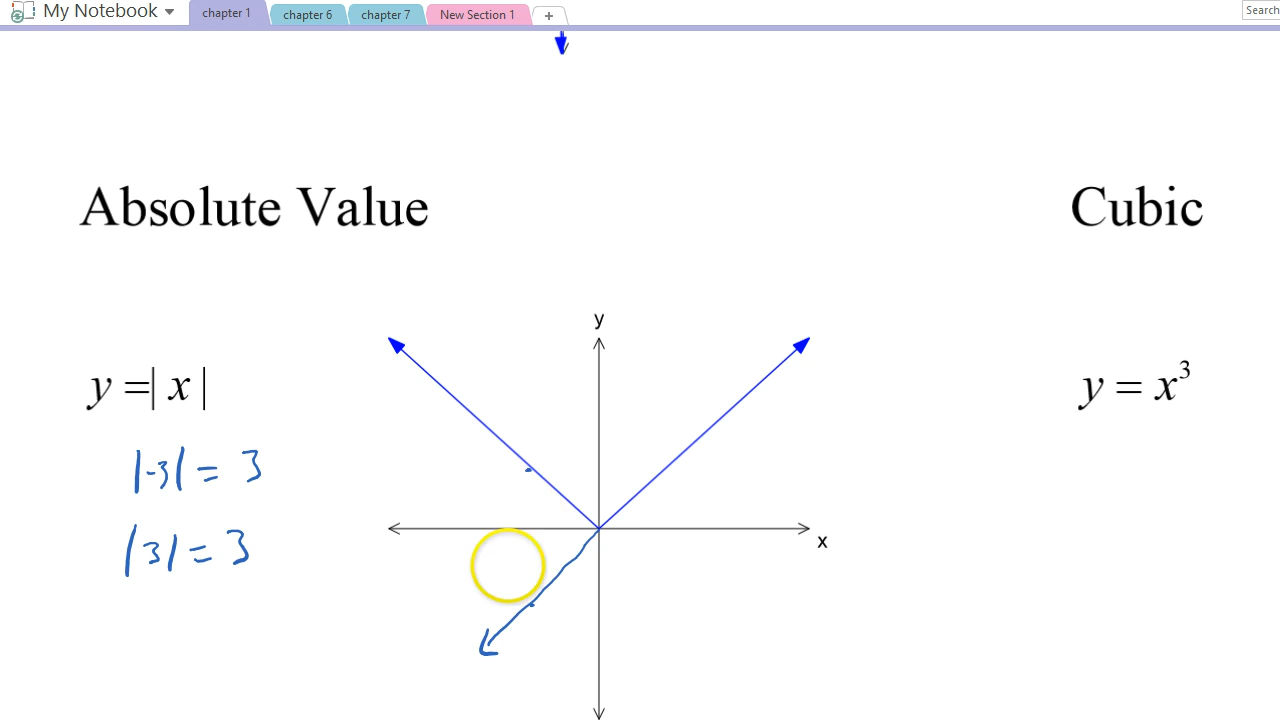 My Notebook
chapter 1
chapter 6
chapter 7
New Section 1
+
Search
Absolute Value
Cubic
y
y =| x |
y = x³
|-3| = 3
|3| = 3
x